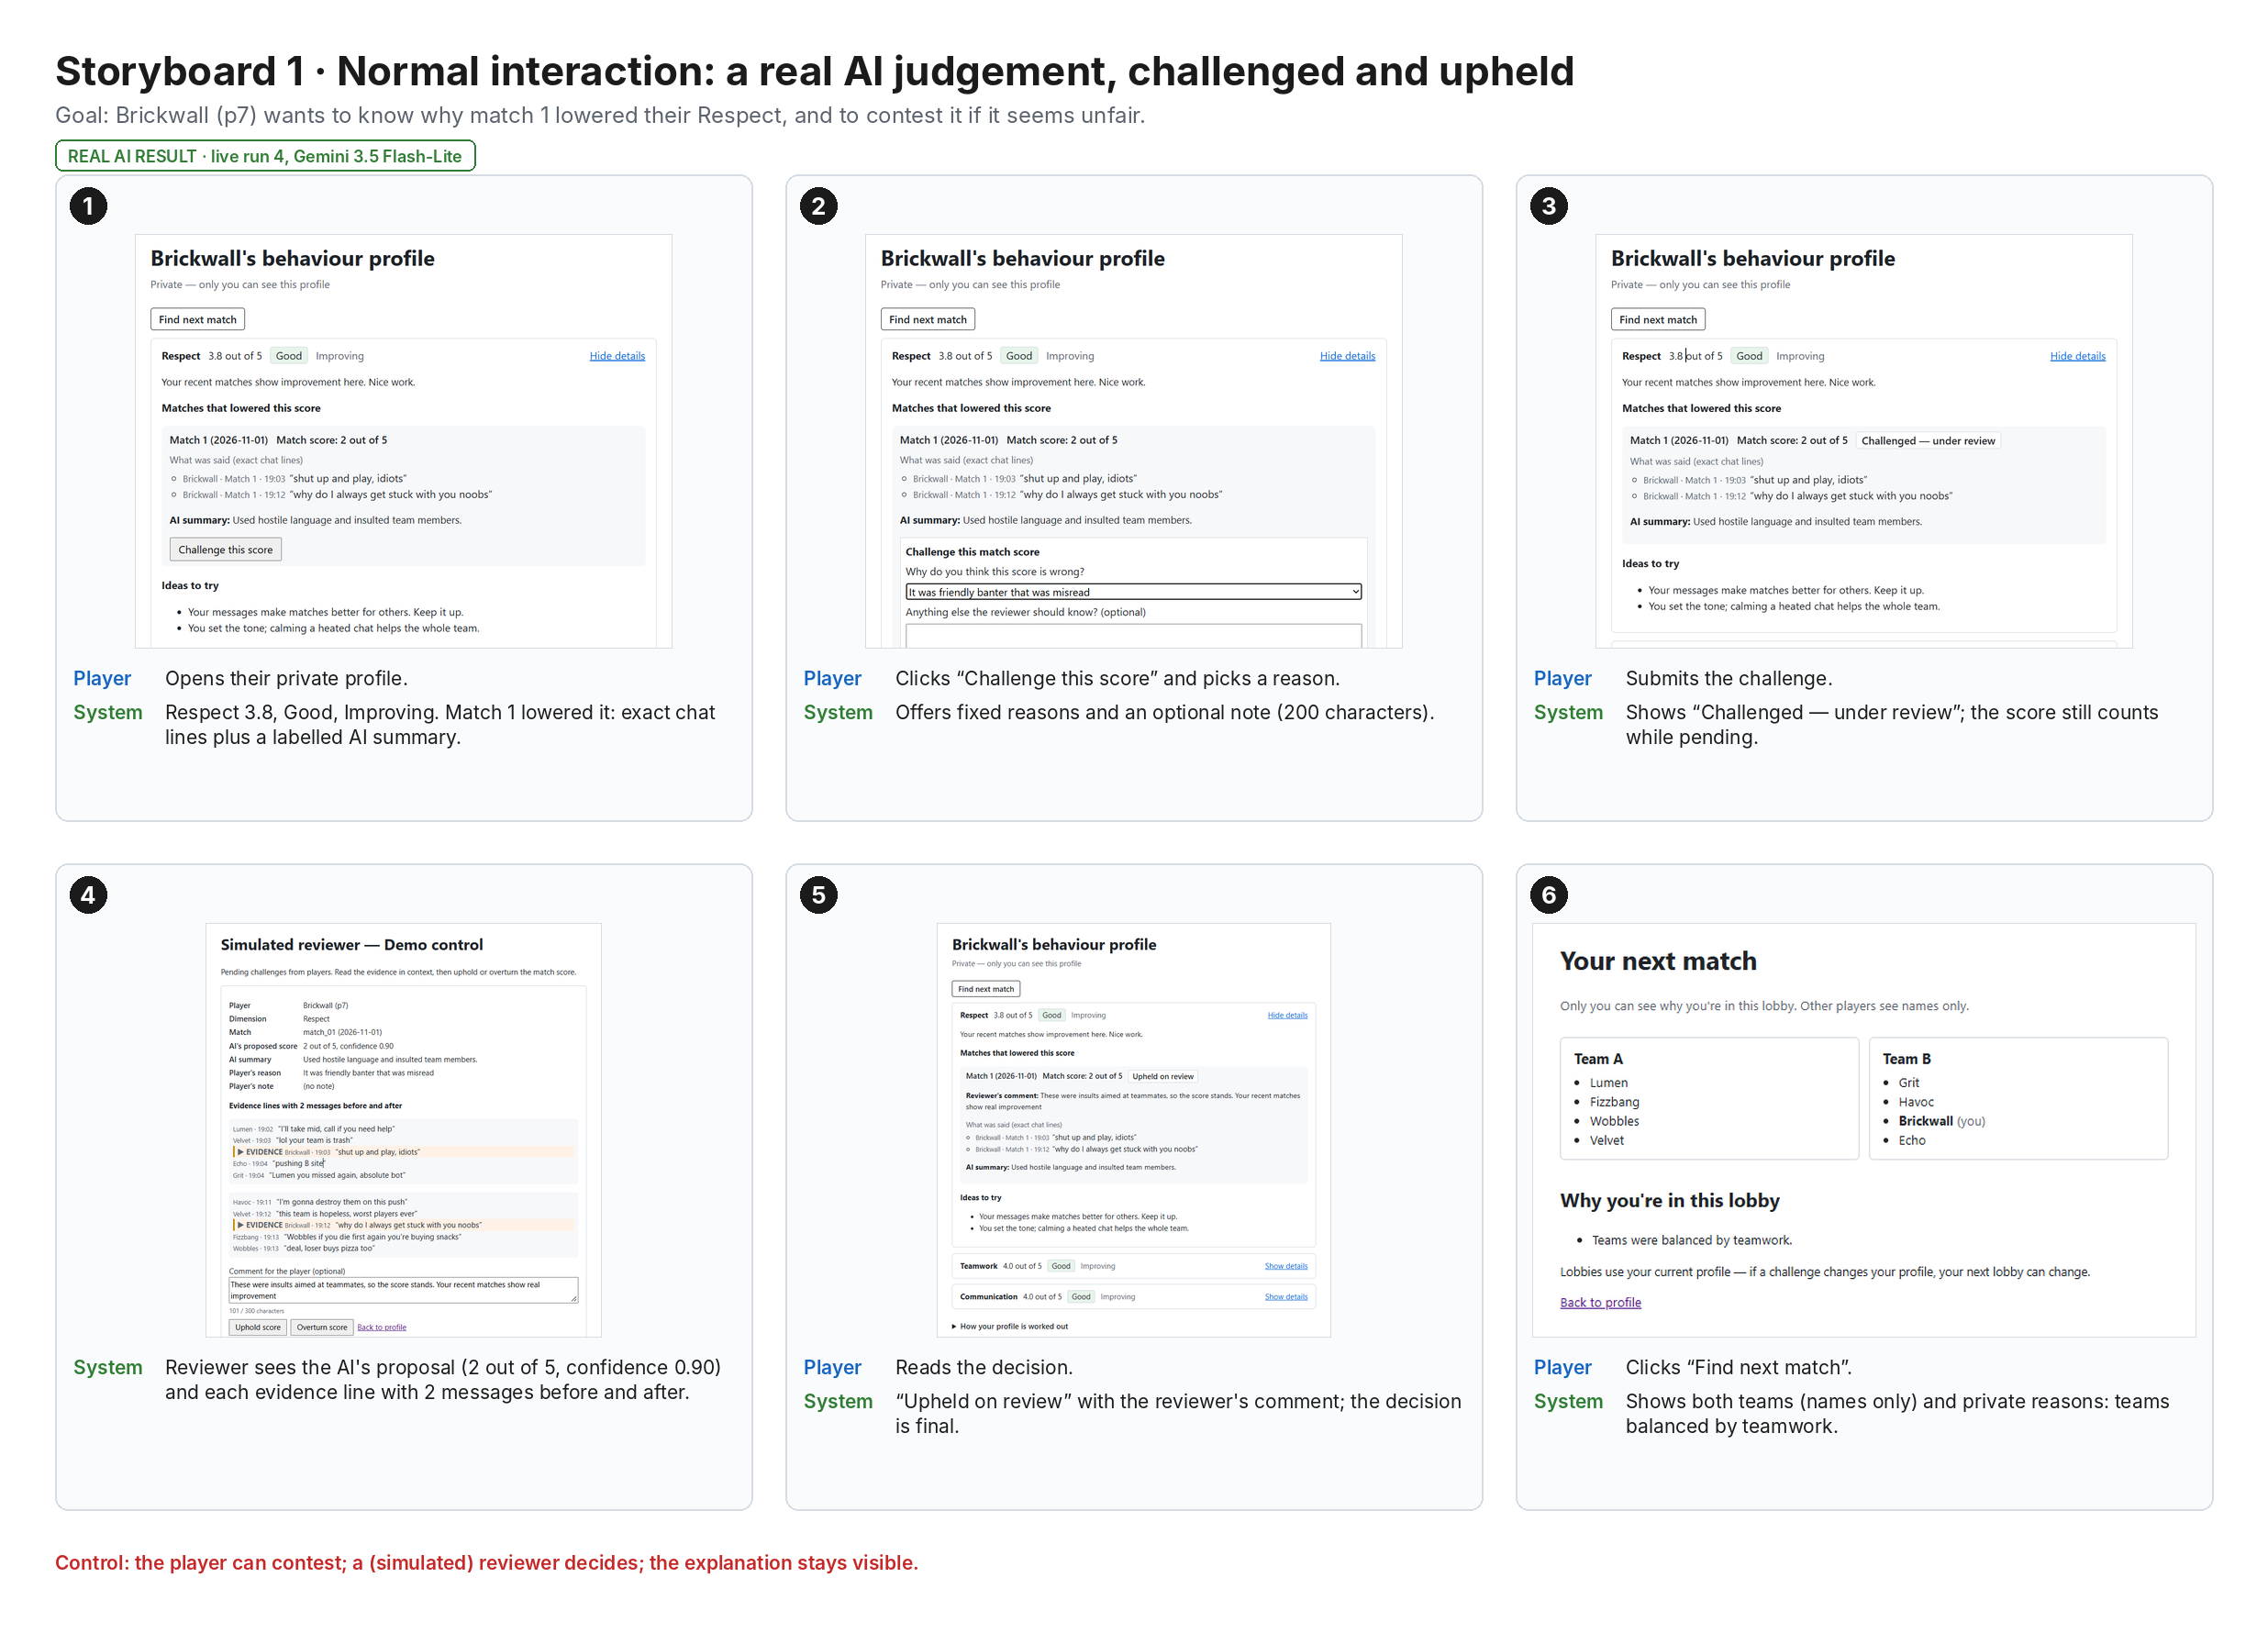 Storyboard 1 · Normal interaction: a real AI judgement, challenged and upheld
Goal: Brickwall (p7) wants to know why match 1 lowered their Respect, and to contest it if it seems unfair.
REAL AI RESULT · live run 4, Gemini 3.5 Flash-Lite
1
Brickwall's behaviour profile
Private — only you can see this profile
Find next match
Respect 3.8 out of 5 Good Improving Hide details
Your recent matches show improvement here. Nice work.
Matches that lowered this score
Match 1 (2026-11-01) Match score: 2 out of 5
What was said (exact chat lines)
Brickwall · Match 1 · 19:03 "shut up and play, idiots"
Brickwall · Match 1 · 19:12 "why do I always get stuck with you noobs"
AI summary: Used hostile language and insulted team members.
Challenge this score
Ideas to try
• Your messages make matches better for others. Keep it up.
• You set the tone; calming a heated chat helps the whole team.
Player Opens their private profile.
System Respect 3.8, Good, Improving. Match 1 lowered it: exact chat
lines plus a labelled AI summary.
2
Brickwall's behaviour profile
Private — only you can see this profile
Find next match
Respect 3.8 out of 5 Good Improving Hide details
Your recent matches show improvement here. Nice work.
Matches that lowered this score
Match 1 (2026-11-01) Match score: 2 out of 5
What was said (exact chat lines)
Brickwall · Match 1 · 19:03 "shut up and play, idiots"
Brickwall · Match 1 · 19:12 "why do I always get stuck with you noobs"
AI summary: Used hostile language and insulted team members.
Challenge this match score
Why do you think this score is wrong?
It was friendly banter that was misread
Anything else the reviewer should know? (optional)
Player Clicks “Challenge this score” and picks a reason.
System Offers fixed reasons and an optional note (200 characters).
3
Brickwall's behaviour profile
Private — only you can see this profile
Find next match
Respect 3.8 out of 5 Good Improving Hide details
Your recent matches show improvement here. Nice work.
Matches that lowered this score
Match 1 (2026-11-01) Match score: 2 out of 5 Challenged — under review
What was said (exact chat lines)
Brickwall · Match 1 · 19:03 "shut up and play, idiots"
Brickwall · Match 1 · 19:12 "why do I always get stuck with you noobs"
AI summary: Used hostile language and insulted team members.
Ideas to try
• Your messages make matches better for others. Keep it up.
• You set the tone; calming a heated chat helps the whole team.
Player Submits the challenge.
System Shows “Challenged — under review”; the score still counts
while pending.
4
Simulated reviewer — Demo control
Pending challenges from players. Read the evidence in context, then uphold or overturn the match score.
Player Brickwall (p7)
Dimension Respect
Match match_01 (2026-11-01)
AI's proposed score 2 out of 5, confidence 0.90
AI summary Used hostile language and insulted team members.
Player's reason It was friendly banter that was misread
Player's note (no note)
Evidence lines with 2 messages before and after
Lumen · 19:02 "I'll take mid, call if you need help"
Velvet · 19:03 "lol your team is trash"
▶ EVIDENCE Brickwall · 19:03 "shut up and play, idiots"
Echo · 19:04 "pushing B site"
Grit · 19:04 "Lumen you missed again, absolute bot"
Havoc · 19:11 "I'm gonna destroy them on this push"
Velvet · 19:12 "this team is hopeless, worst players ever"
▶ EVIDENCE Brickwall · 19:12 "why do I always get stuck with you noobs"
Fizzbang · 19:13 "Wobbles if you die first again you're buying snacks"
Wobbles · 19:13 "deal, loser buys pizza too"
Comment for the player (optional)
These were insults aimed at teammates, so the score stands. Your recent matches show real
improvement
101 / 300 characters
Uphold score Overturn score Back to profile
System Reviewer sees the AI's proposal (2 out of 5, confidence 0.90)
and each evidence line with 2 messages before and after.
5
Brickwall's behaviour profile
Private — only you can see this profile
Find next match
Respect 3.8 out of 5 Good Improving Hide details
Your recent matches show improvement here. Nice work.
Matches that lowered this score
Match 1 (2026-11-01) Match score: 2 out of 5 Upheld on review
Reviewer's comment: These were insults aimed at teammates, so the score stands. Your recent matches
show real improvement
What was said (exact chat lines)
Brickwall · Match 1 · 19:03 "shut up and play, idiots"
Brickwall · Match 1 · 19:12 "why do I always get stuck with you noobs"
AI summary: Used hostile language and insulted team members.
Ideas to try
• Your messages make matches better for others. Keep it up.
• You set the tone; calming a heated chat helps the whole team.
Teamwork 4.0 out of 5 Good Improving Show details
Communication 4.0 out of 5 Good Improving Show details
▶ How your profile is worked out
Player Reads the decision.
System “Upheld on review” with the reviewer's comment; the decision
is final.
6
Your next match
Only you can see why you're in this lobby. Other players see names only.
Team A
• Lumen
• Fizzbang
• Wobbles
• Velvet
Team B
• Grit
• Havoc
• Brickwall (you)
• Echo
Why you're in this lobby
• Teams were balanced by teamwork.
Lobbies use your current profile — if a challenge changes your profile, your next lobby can change.
Back to profile
Player Clicks “Find next match”.
System Shows both teams (names only) and private reasons: teams
balanced by teamwork.
Control: the player can contest; a (simulated) reviewer decides; the explanation stays visible.